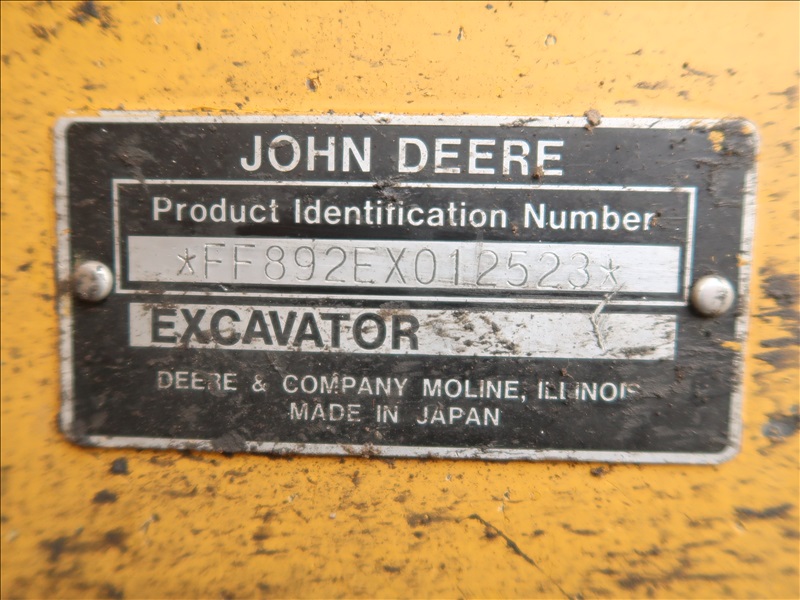 JOHN DEERE
Product Identification Number
*FF892EX012523*
EXCAVATOR
DEERE & COMPANY MOLINE, ILLINOIS
MADE IN JAPAN